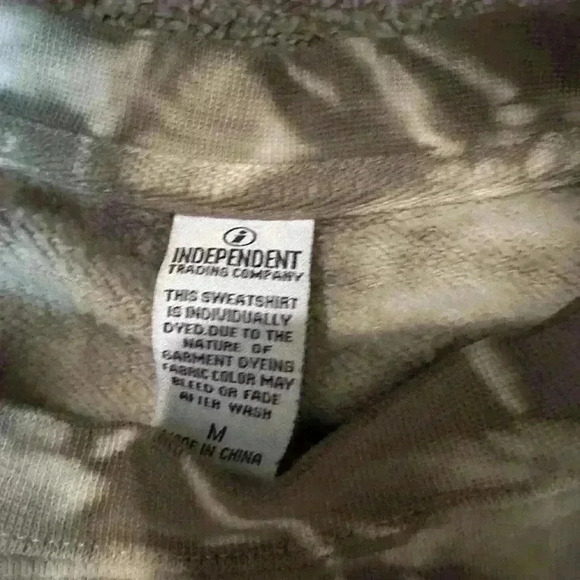 i
INDEPENDENT
TRADING COMPANY
THIS SWEATSHIRT
IS INDIVIDUALLY
DYED.DUE TO THE
NATURE OF
GARMENT DYEING
FABRIC COLOR MAY
BLEED OR FADE
AFTER WASH
M
MADE IN CHINA